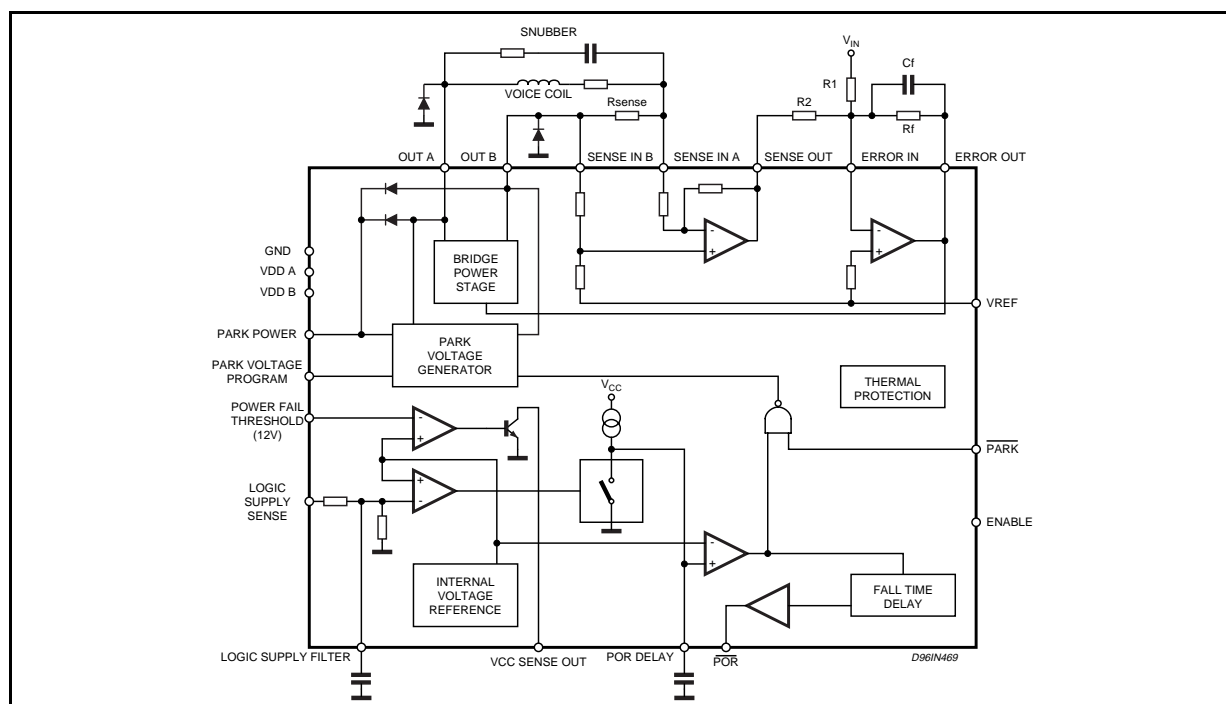 SNUBBER
VOICE COIL
Rsense
VIN
R1
Cf
R2
Rf
OUT A
OUT B
SENSE IN B
SENSE IN A
SENSE OUT
ERROR IN
ERROR OUT
-
+
-
+
BRIDGE
POWER
STAGE
GND
VDD A
VDD B
VREF
PARK POWER
PARK
VOLTAGE
GENERATOR
PARK VOLTAGE
PROGRAM
THERMAL
PROTECTION
VCC
POWER FAIL
THRESHOLD
(12V)
-
+
PARK
+
-
LOGIC
SUPPLY
SENSE
ENABLE
-
+
INTERNAL
VOLTAGE
REFERENCE
FALL TIME
DELAY
LOGIC SUPPLY FILTER
VCC SENSE OUT
POR DELAY
POR
D96IN469